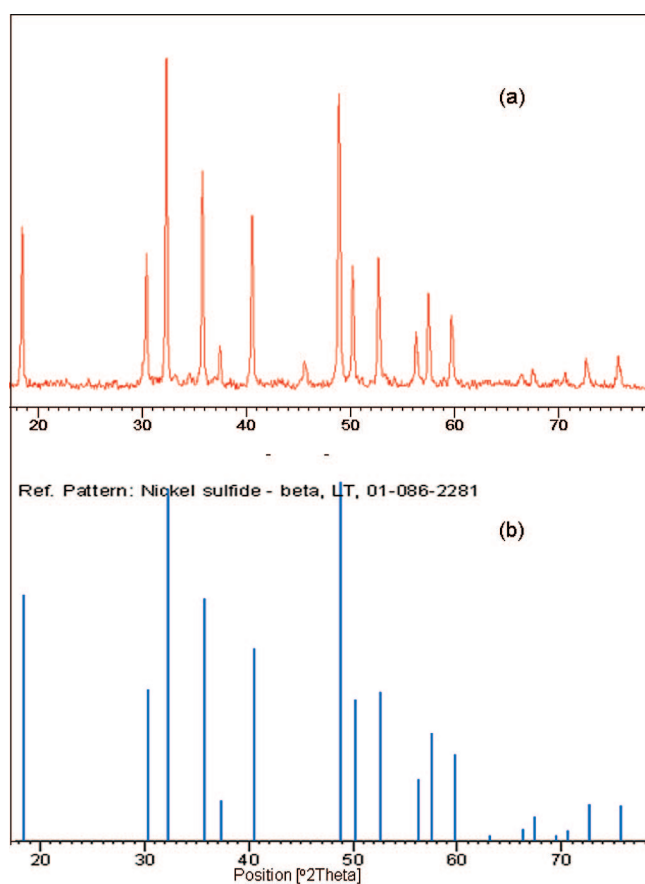 (a)
20 30 40 50 60 70
Ref. Pattern: Nickel sulfide - beta, LT, 01-086-2281
(b)
20 30 40 50 60 70
Position [º2Theta]